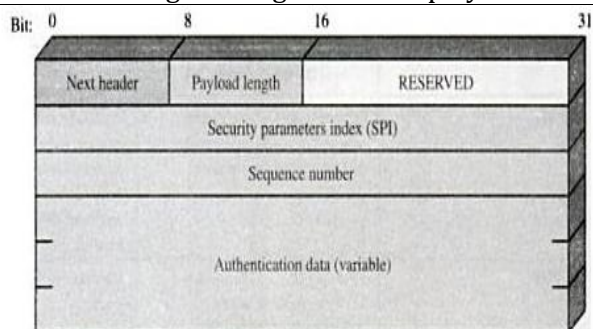 Bit: 0 8 16 31
Next header Payload length RESERVED
Security parameters index (SPI)
Sequence number
Authentication data (variable)